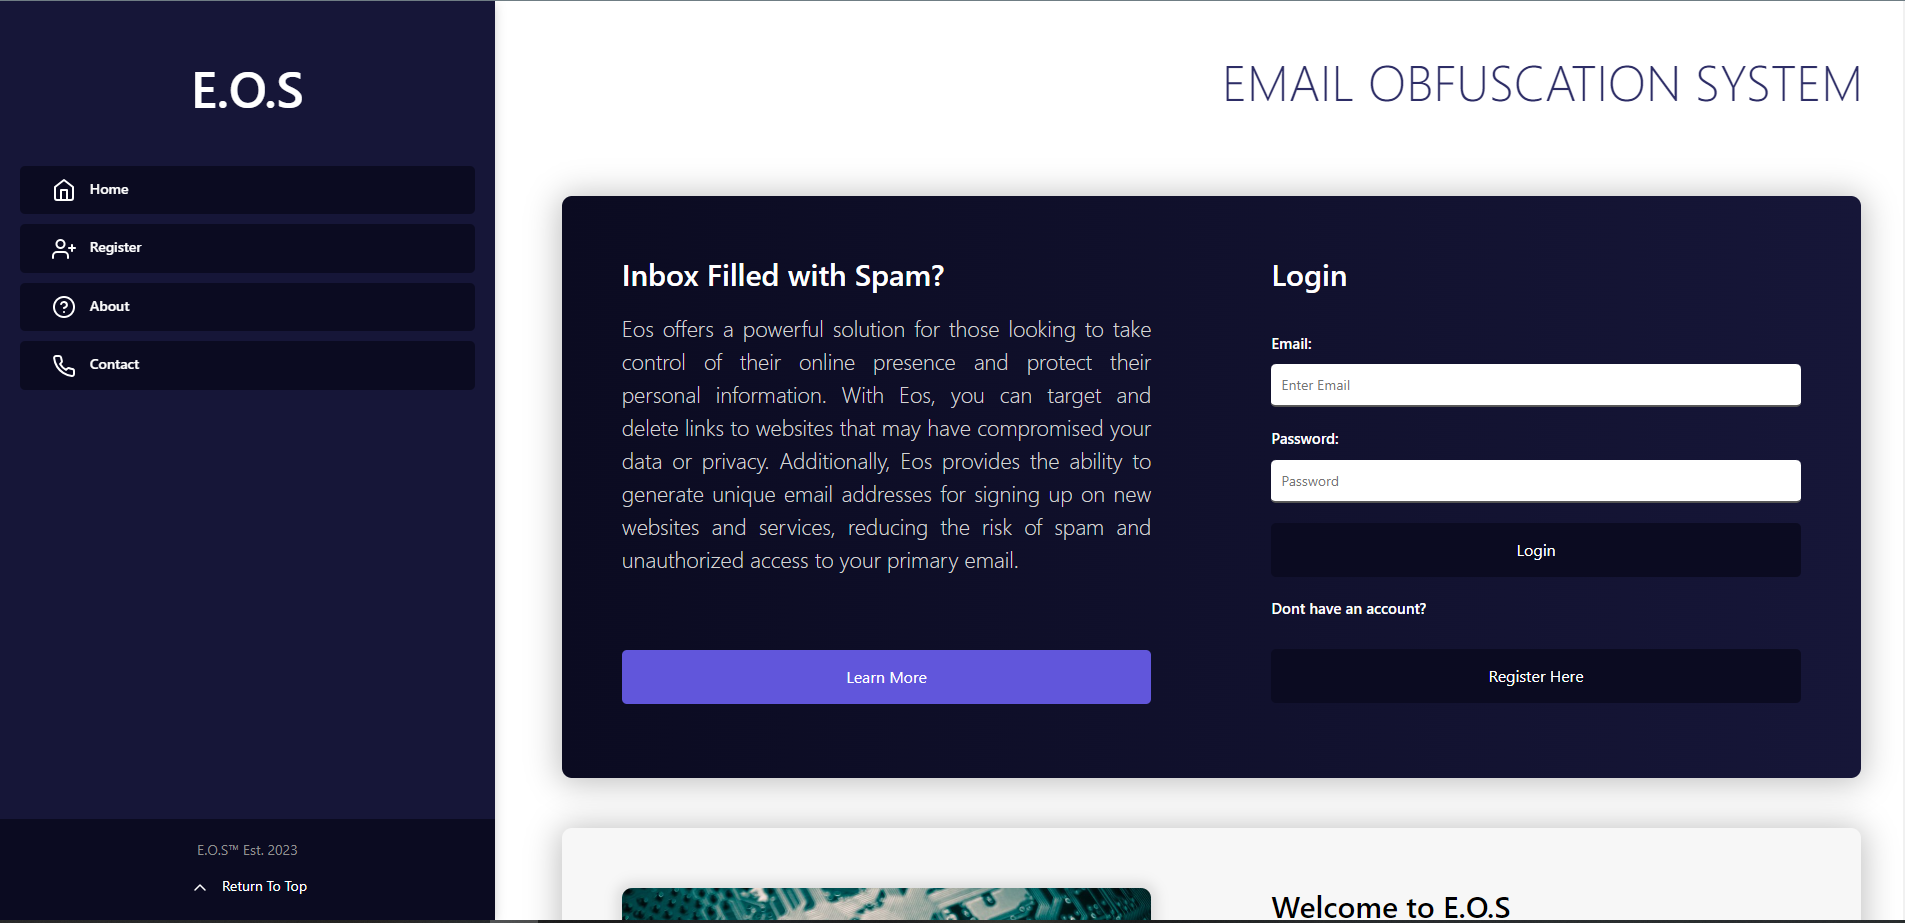 E.O.S
Home
Register
About
Contact
E.O.S™ Est. 2023
Return To Top
EMAIL OBFUSCATION SYSTEM
Inbox Filled with Spam?
Eos offers a powerful solution for those looking to take
control of their online presence and protect their
personal information. With Eos, you can target and
delete links to websites that may have compromised your
data or privacy. Additionally, Eos provides the ability to
generate unique email addresses for signing up on new
websites and services, reducing the risk of spam and
unauthorized access to your primary email.
Learn More
Login
Email:
Enter Email
Password:
Password
Login
Dont have an account?
Register Here
Welcome to E.O.S